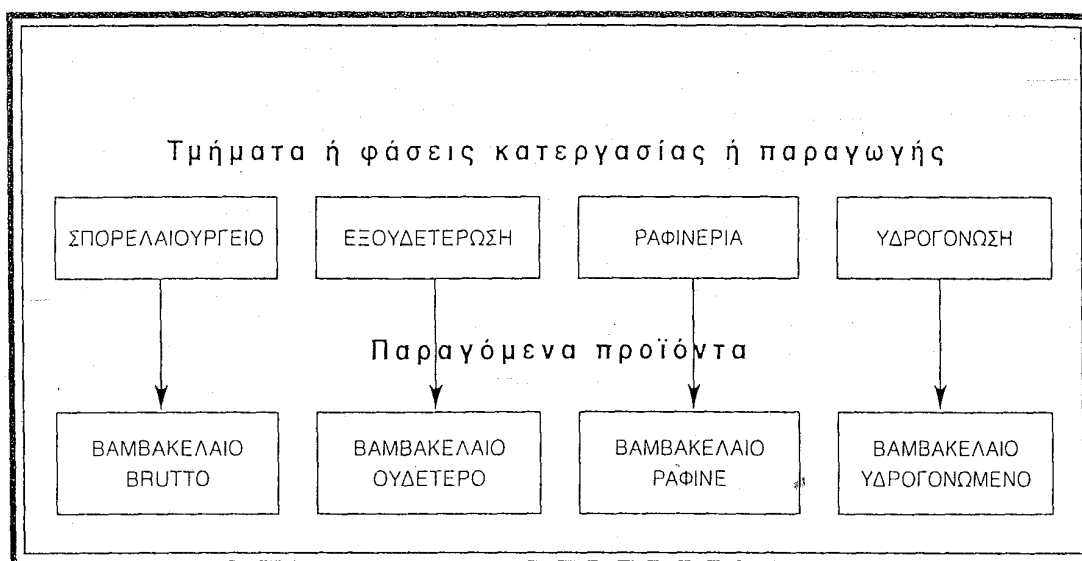 Τμήματα ή φάσεις κατεργασίας ή παραγωγής
ΣΠΟΡΕΛΑΙΟΥΡΓΕΙΟ
ΕΞΟΥΔΕΤΕΡΩΣΗ
ΡΑΦΙΝΕΡΙΑ
ΥΔΡΟΓΟΝΩΣΗ
Παραγόμενα προϊόντα
ΒΑΜΒΑΚΕΛΑΙΟ
BRUTTO
ΒΑΜΒΑΚΕΛΑΙΟ
ΟΥΔΕΤΕΡΟ
ΒΑΜΒΑΚΕΛΑΙΟ
ΡΑΦΙΝΕ
ΒΑΜΒΑΚΕΛΑΙΟ
ΥΔΡΟΓΟΝΩΜΕΝΟ